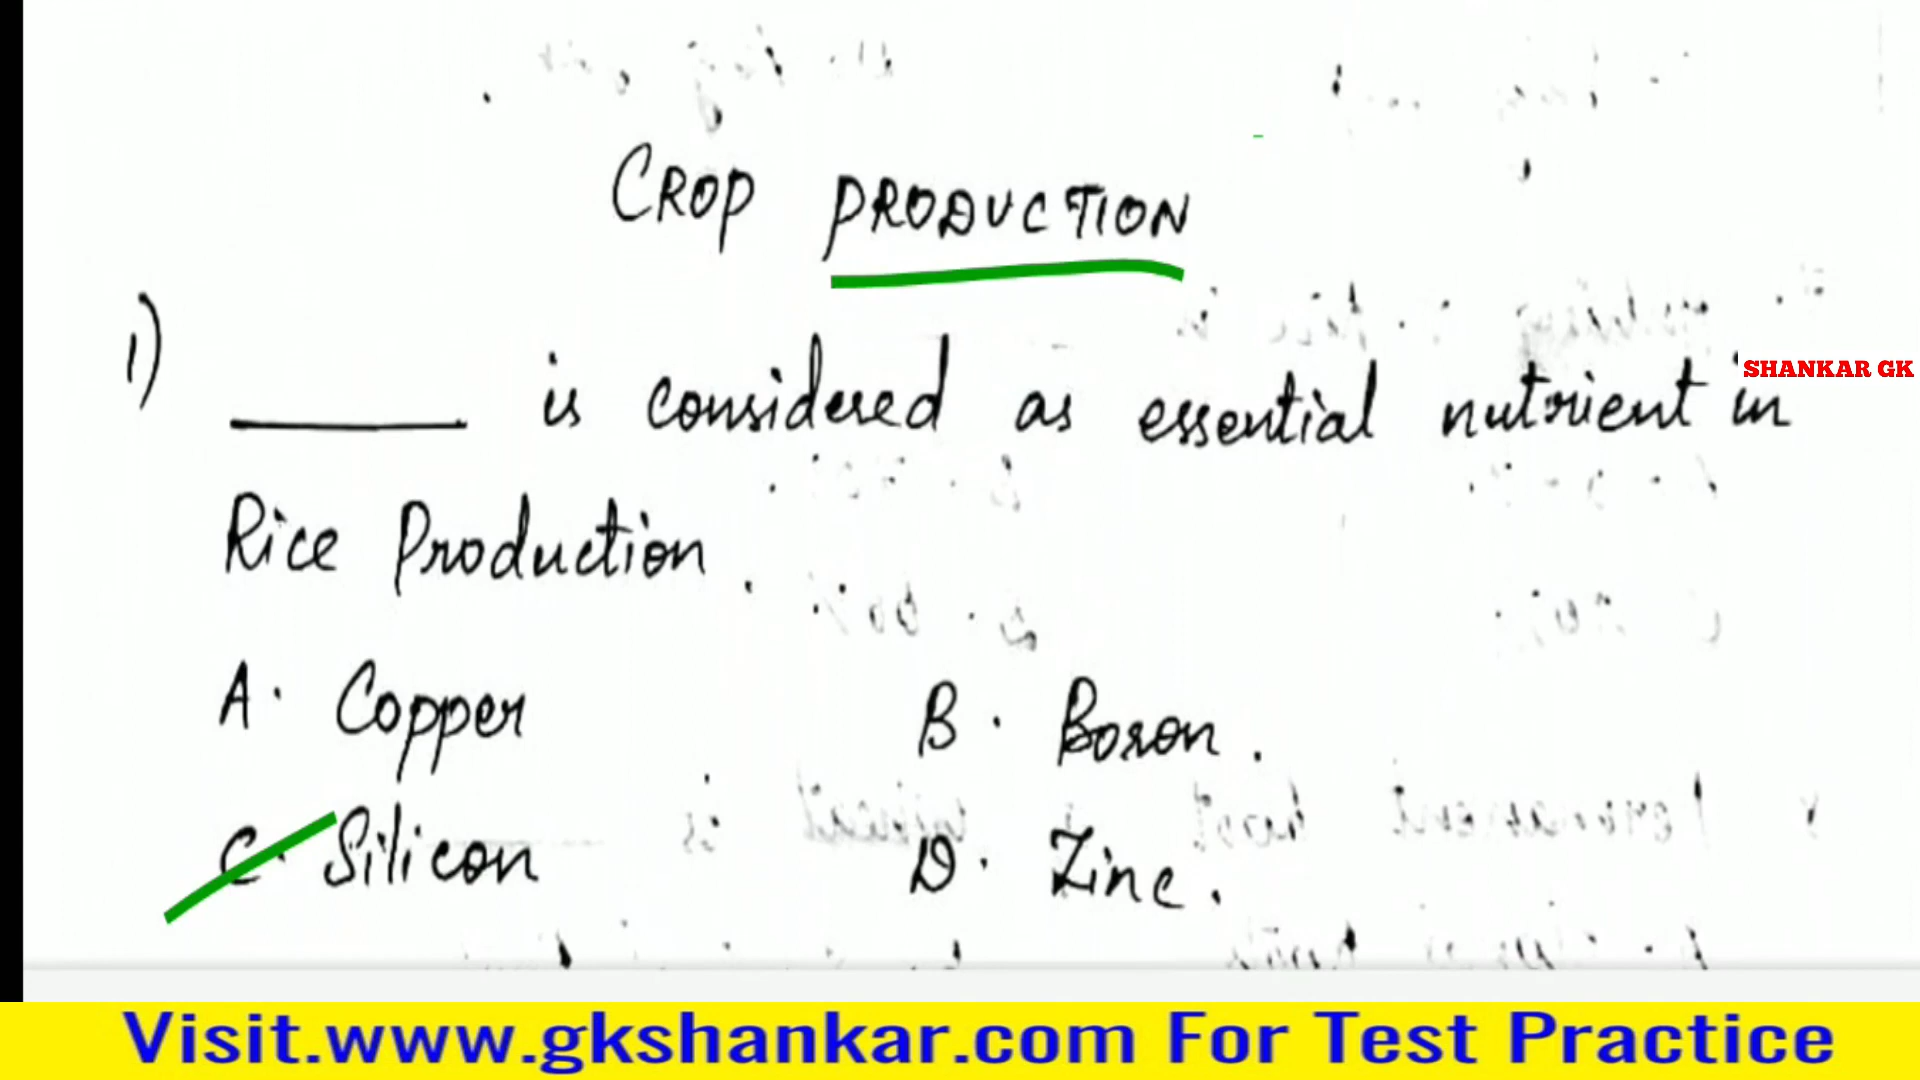 CROP PRODUCTION
1)
______ is considered as essential nutrient in
SHANKAR GK
Rice Production.
A. Copper B. Boron.
C. Silicon D. Zinc.
Visit.www.gkshankar.com For Test Practice